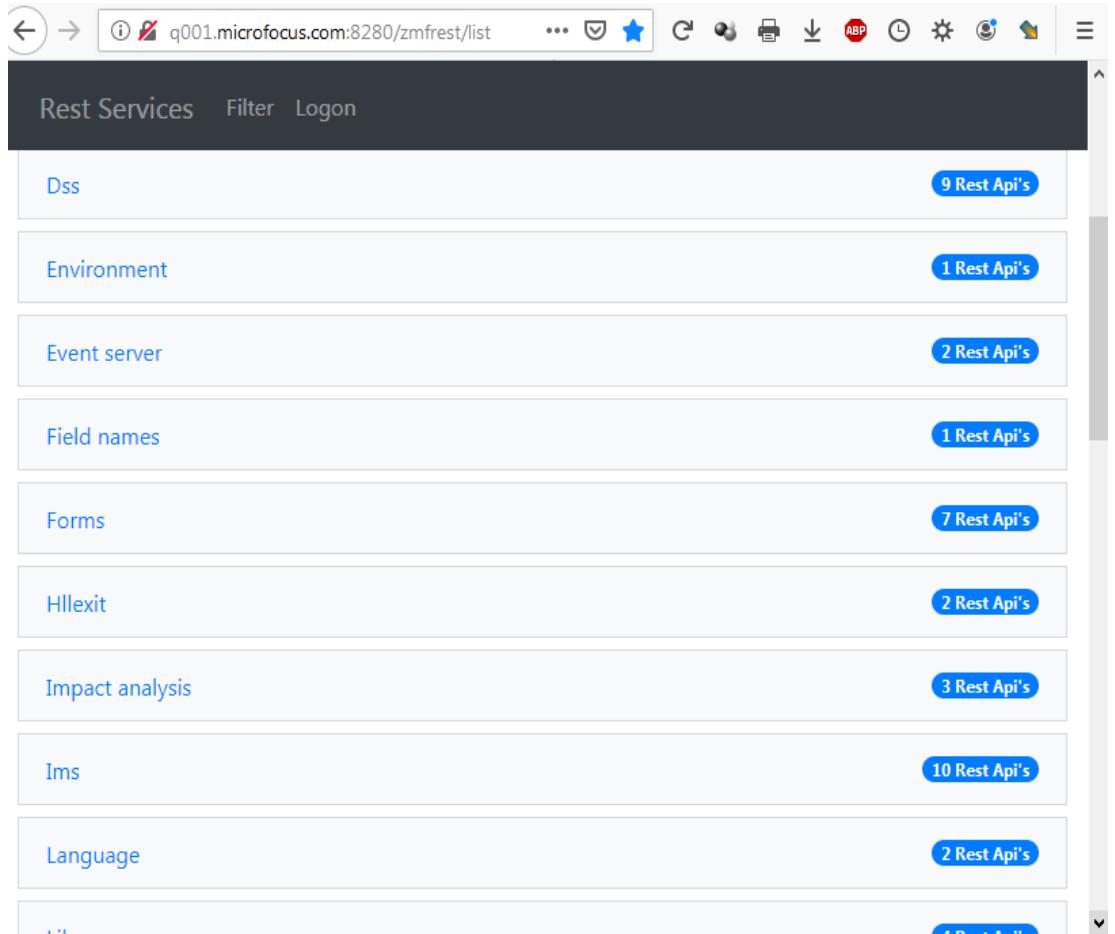 q001.microfocus.com:8280/zmfrest/list
ABP
Rest Services Filter Logon
Dss 9 Rest Api's
Environment 1 Rest Api's
Event server 2 Rest Api's
Field names 1 Rest Api's
Forms 7 Rest Api's
Hllexit 2 Rest Api's
Impact analysis 3 Rest Api's
Ims 10 Rest Api's
Language 2 Rest Api's